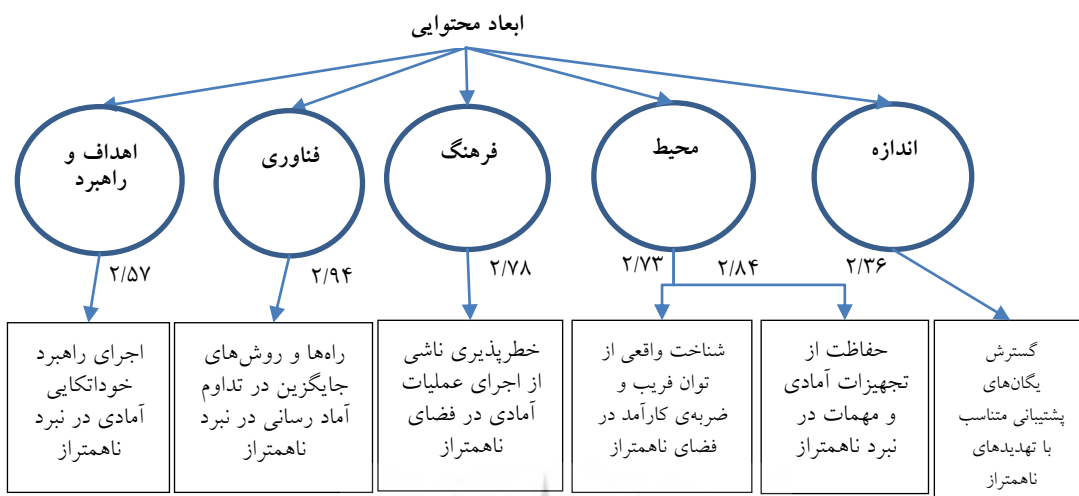 ابعاد محتوایی
اندازه
محیط
فرهنگ
فناوری
اهداف و
راهبرد
۲/۳۶
۲/۸۴
۲/۷۳
۲/۷۸
۲/۹۴
۲/۵۷
گسترش
یگان‌های
پشتیبانی متناسب
با تهدیدهای
ناهمتراز
حفاظت از
تجهیزات آمادی
و مهمات در
نبرد ناهمتراز
شناخت واقعی از
توان فریب و
ضربه‌ی کارآمد در
فضای ناهمتراز
خطرپذیری ناشی
از اجرای عملیات
آمادی در فضای
ناهمتراز
راه‌ها و روش‌های
جایگزین در تداوم
آماد رسانی در نبرد
ناهمتراز
اجرای راهبرد
خوداتکایی
آمادی در نبرد
ناهمتراز